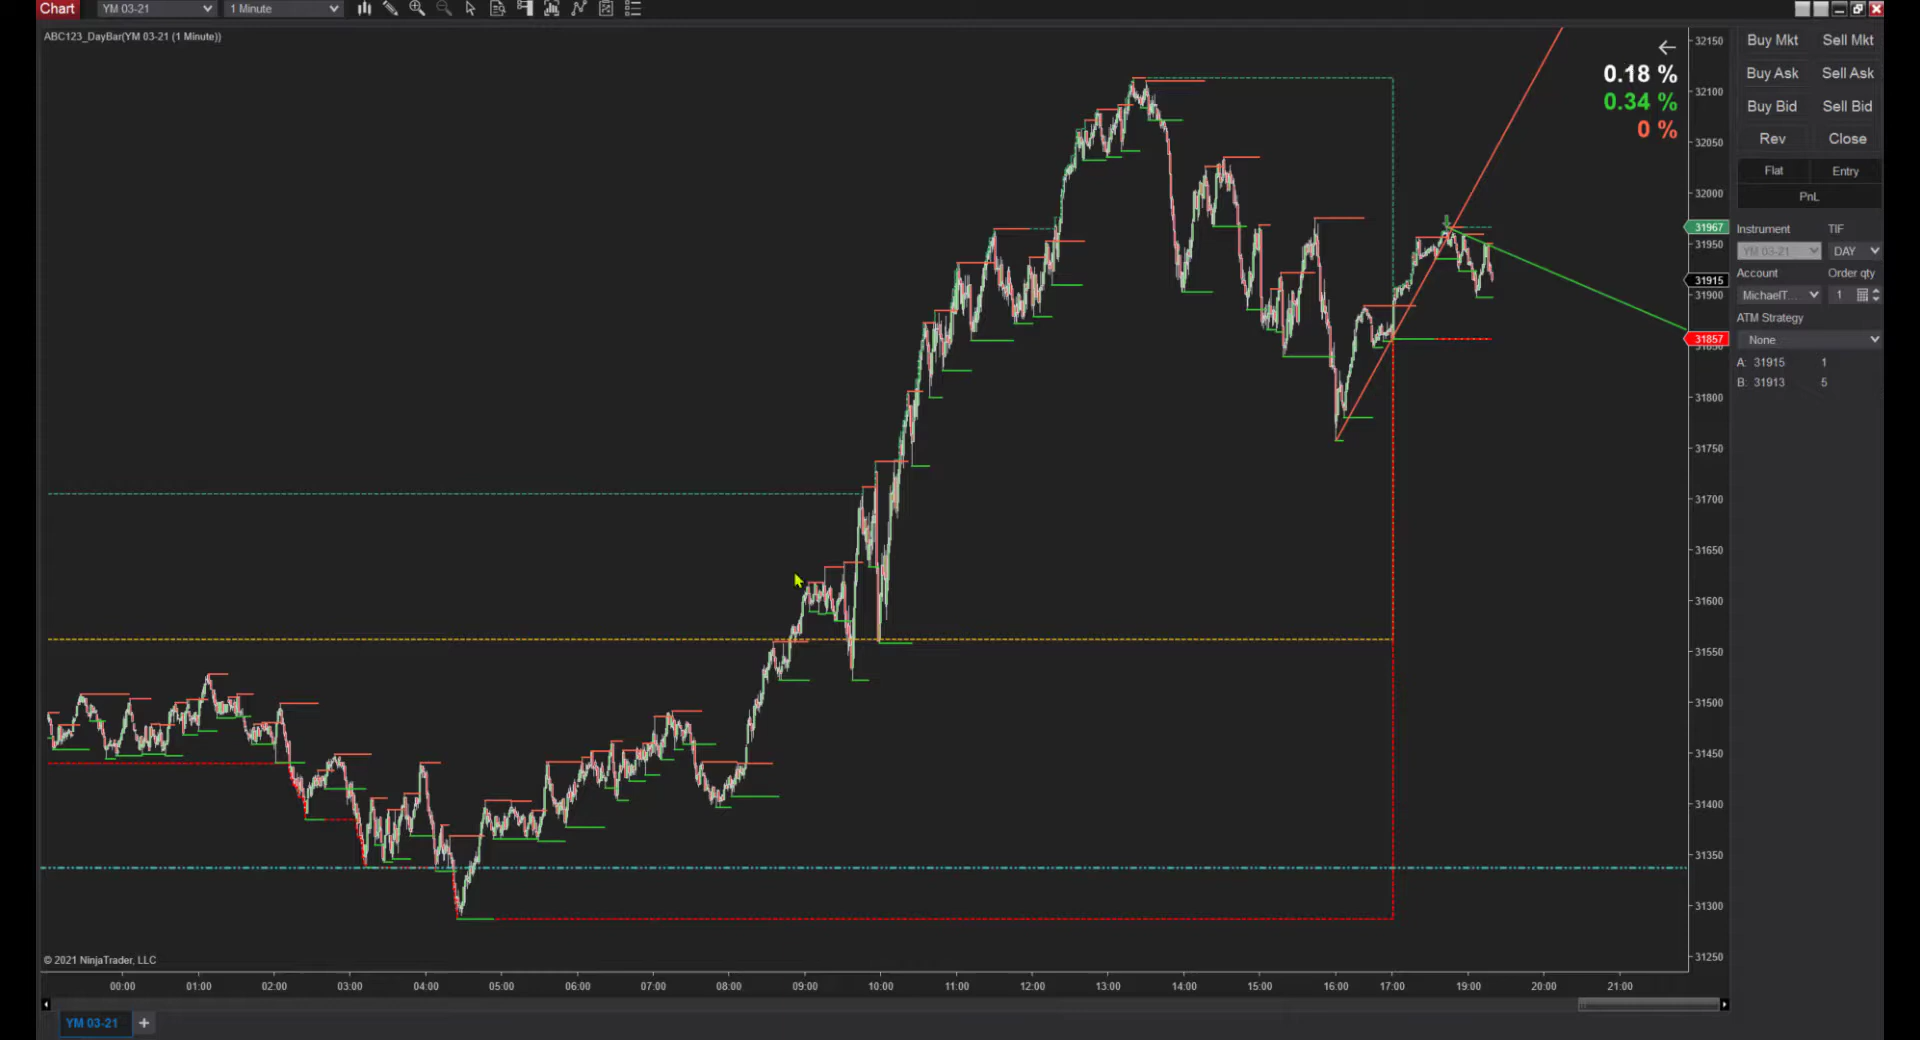 Chart YM 03-21 1 Minute
ABC123_DayBar(YM 03-21 (1 Minute))
0.18 %
0.34 %
0 %
32150
32100
32050
32000
31967
31950
31915
31900
31857
31800
31750
31700
31650
31600
31550
31500
31450
31400
31350
31300
31250
Buy Mkt Sell Mkt
Buy Ask Sell Ask
Buy Bid Sell Bid
Rev Close
Flat Entry
PnL
Instrument TIF
YM 03-21 DAY
Account Order qty
MichaelT... 1
ATM Strategy
None
A: 31915 1
B: 31913 5
© 2021 NinjaTrader, LLC
00:00 01:00 02:00 03:00 04:00 05:00 06:00 07:00 08:00 09:00 10:00 11:00 12:00 13:00 14:00 15:00 16:00 17:00 19:00 20:00 21:00
YM 03-21 +